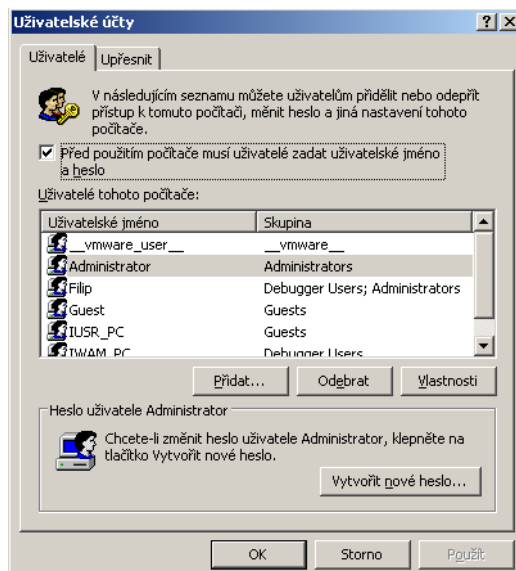 Uživatelské účty
Uživatelé
Upřesnit
V následujícím seznamu můžete uživatelům přidělit nebo odepřít
přístup k tomuto počítači, měnit heslo a jiná nastavení tohoto
počítače.
Před použitím počítače musí uživatelé zadat uživatelské jméno
a heslo
Uživatelé tohoto počítače:
Uživatelské jméno Skupina
__vmware_user__ __vmware__
Administrator Administrators
Filip Debugger Users; Administrators
Guest Guests
IUSR_PC Guests
IWAM_PC Debugger Users
Přidat... Odebrat Vlastnosti
Heslo uživatele Administrator
Chcete-li změnit heslo uživatele Administrator, klepněte na
tlačítko Vytvořit nové heslo.
Vytvořit nové heslo...
OK Storno Použít